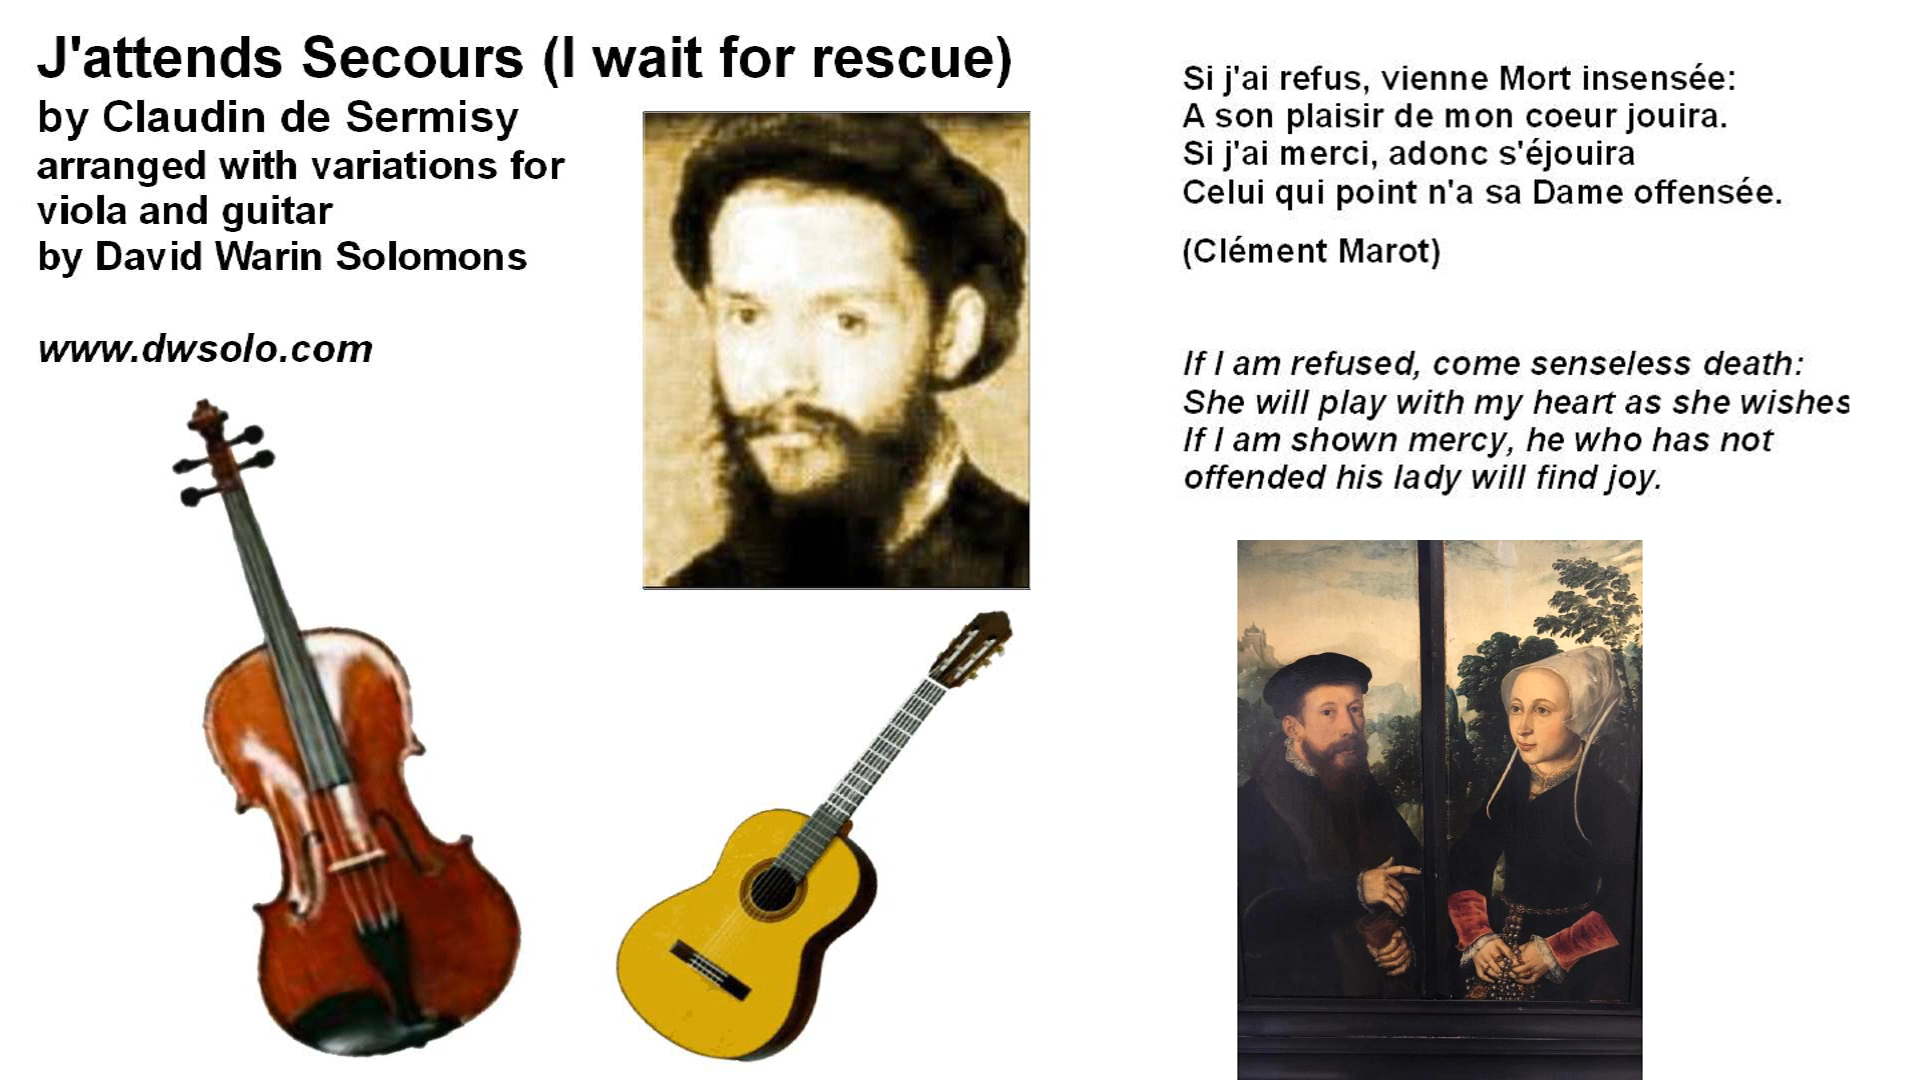 J'attends Secours (I wait for rescue)
by Claudin de Sermisy
arranged with variations for
viola and guitar
by David Warin Solomons
www.dwsolo.com
Si j'ai refus, vienne Mort insensée:
A son plaisir de mon coeur jouira.
Si j'ai merci, adonc s'éjouira
Celui qui point n'a sa Dame offensée.
(Clément Marot)
If I am refused, come senseless death:
She will play with my heart as she wishes
If I am shown mercy, he who has not
offended his lady will find joy.